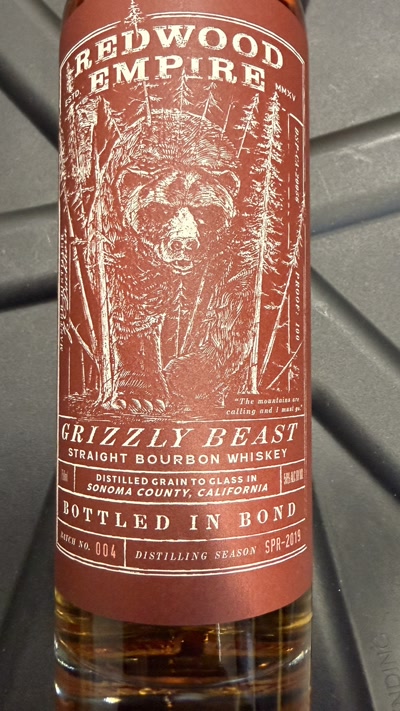 REDWOOD
EMPIRE
ESTD.
MMXV
PROOF: 100
"The mountains are
calling and I must go."
GRIZZLY BEAST
STRAIGHT BOURBON WHISKEY
DISTILLED GRAIN TO GLASS IN
SONOMA COUNTY, CALIFORNIA
BOTTLED IN BOND
BATCH NO. 004
DISTILLING SEASON SPR-2019